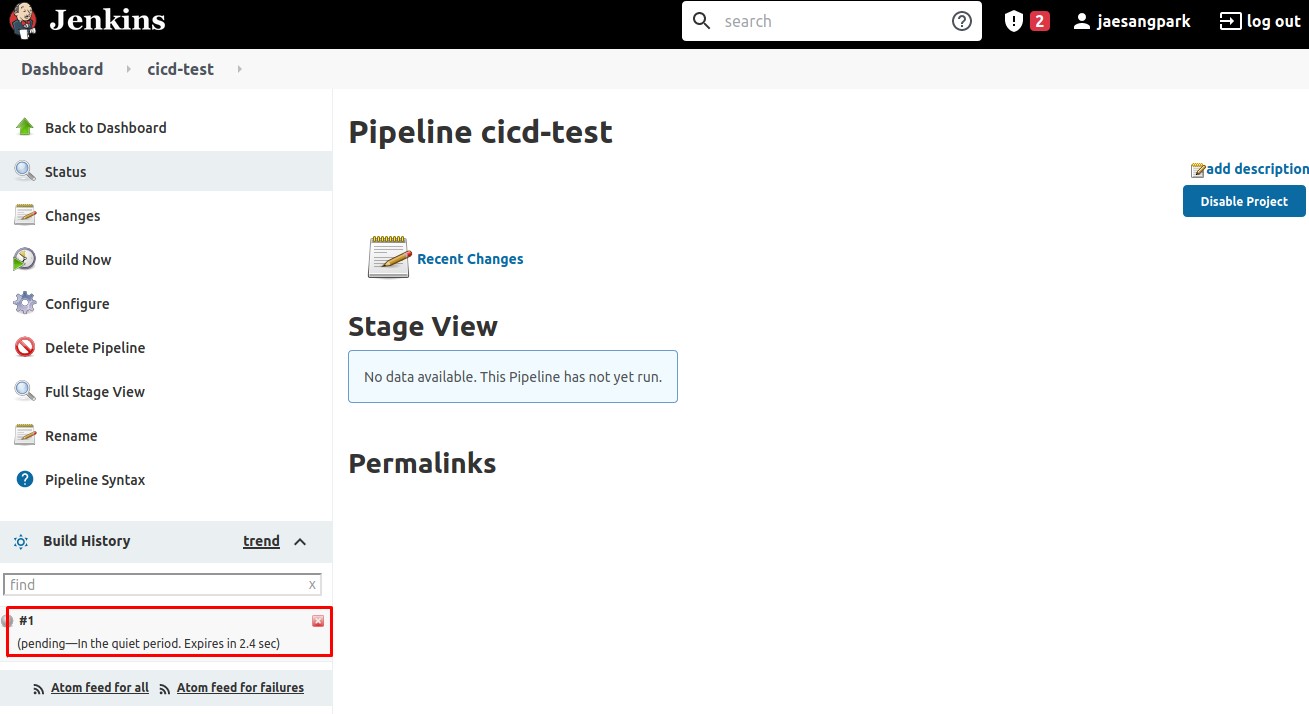 Jenkins
search
2
jaesangpark
log out
Dashboard
cicd-test
Back to Dashboard
Status
Changes
Build Now
Configure
Delete Pipeline
Full Stage View
Rename
Pipeline Syntax
Build History
trend
find
x
#1
(pending—In the quiet period. Expires in 2.4 sec)
Atom feed for all
Atom feed for failures
Pipeline cicd-test
add description
Disable Project
Recent Changes
Stage View
No data available. This Pipeline has not yet run.
Permalinks